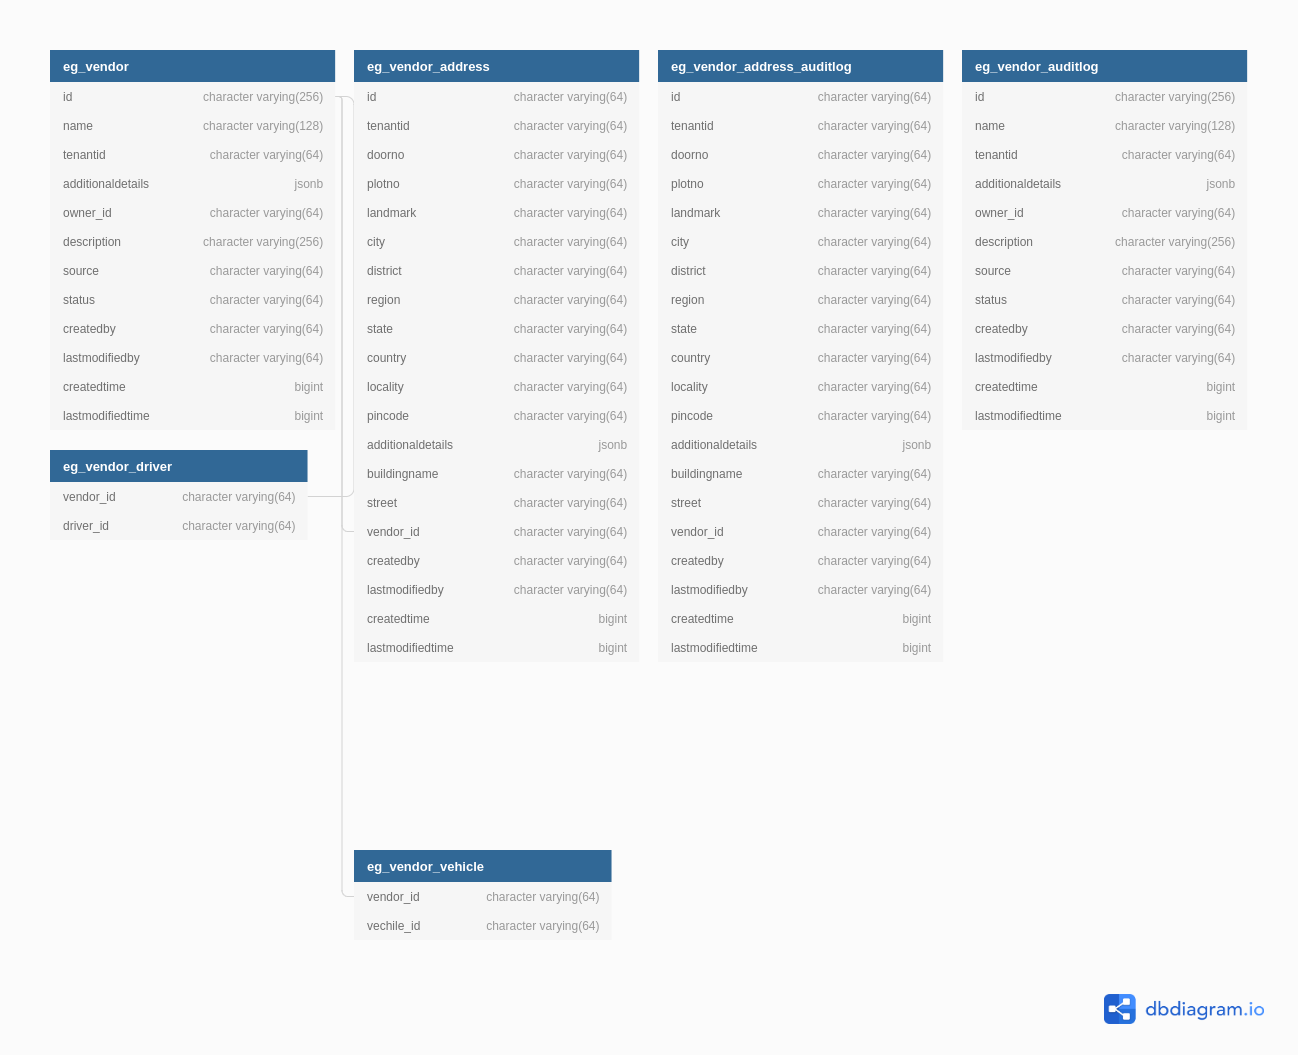 eg_vendor
id character varying(256)
name character varying(128)
tenantid character varying(64)
additionaldetails jsonb
owner_id character varying(64)
description character varying(256)
source character varying(64)
status character varying(64)
createdby character varying(64)
lastmodifiedby character varying(64)
createdtime bigint
lastmodifiedtime bigint
eg_vendor_driver
vendor_id character varying(64)
driver_id character varying(64)
eg_vendor_address
id character varying(64)
tenantid character varying(64)
doorno character varying(64)
plotno character varying(64)
landmark character varying(64)
city character varying(64)
district character varying(64)
region character varying(64)
state character varying(64)
country character varying(64)
locality character varying(64)
pincode character varying(64)
additionaldetails jsonb
buildingname character varying(64)
street character varying(64)
vendor_id character varying(64)
createdby character varying(64)
lastmodifiedby character varying(64)
createdtime bigint
lastmodifiedtime bigint
eg_vendor_address_auditlog
id character varying(64)
tenantid character varying(64)
doorno character varying(64)
plotno character varying(64)
landmark character varying(64)
city character varying(64)
district character varying(64)
region character varying(64)
state character varying(64)
country character varying(64)
locality character varying(64)
pincode character varying(64)
additionaldetails jsonb
buildingname character varying(64)
street character varying(64)
vendor_id character varying(64)
createdby character varying(64)
lastmodifiedby character varying(64)
createdtime bigint
lastmodifiedtime bigint
eg_vendor_auditlog
id character varying(256)
name character varying(128)
tenantid character varying(64)
additionaldetails jsonb
owner_id character varying(64)
description character varying(256)
source character varying(64)
status character varying(64)
createdby character varying(64)
lastmodifiedby character varying(64)
createdtime bigint
lastmodifiedtime bigint
eg_vendor_vehicle
vendor_id character varying(64)
vechile_id character varying(64)
dbdiagram.io